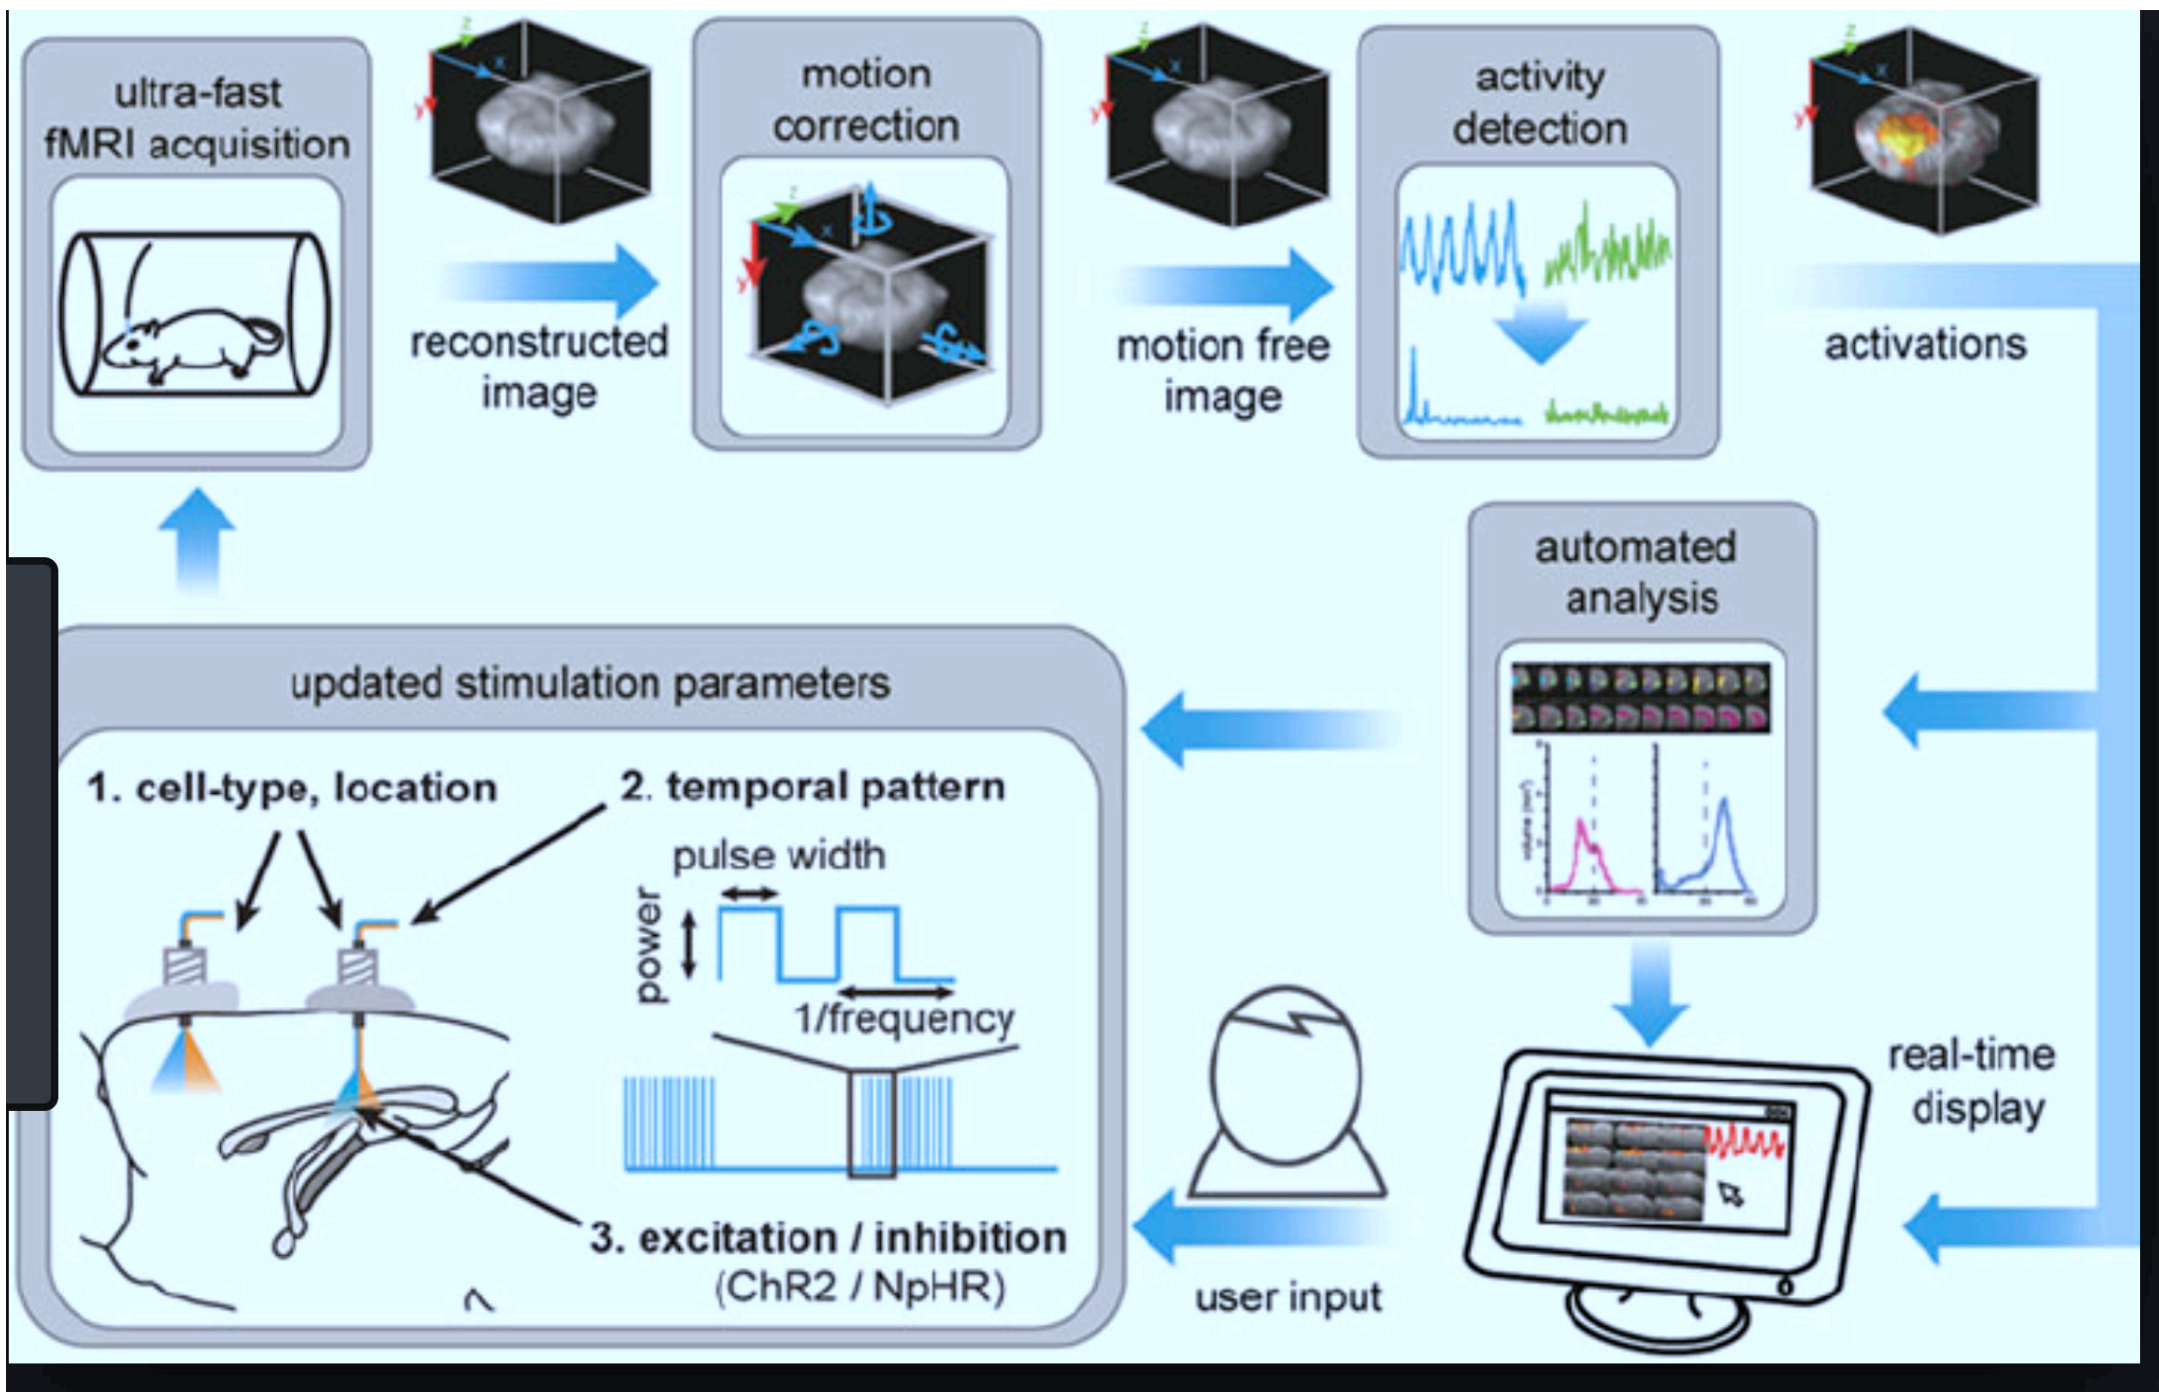 ultra-fast
fMRI acquisition
z
x
y
reconstructed
image
motion
correction
z
x
y
z
x
y
motion free
image
activity
detection
z
x
y
activations
automated
analysis
real-time
display
user input
updated stimulation parameters
1. cell-type, location
2. temporal pattern
pulse width
power
1/frequency
3. excitation / inhibition
(ChR2 / NpHR)